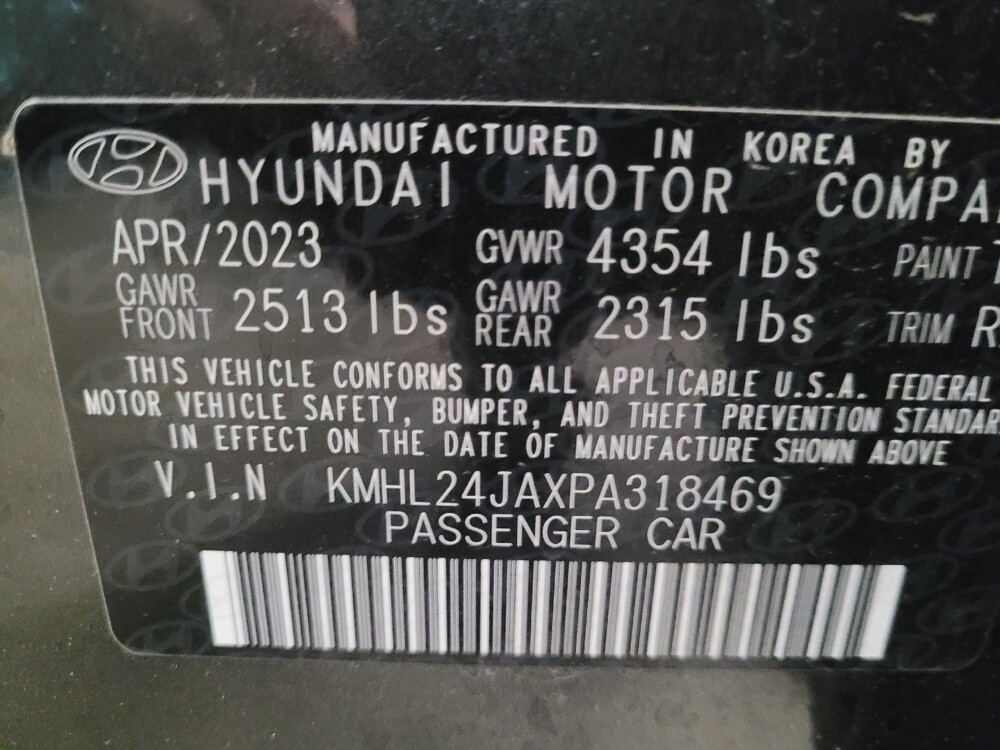 MANUFACTURED IN KOREA BY
HYUNDAI MOTOR
APR/2023 GVWR 4354 lbs PAINT
GAWR FRONT 2513 lbs GAWR REAR 2315 lbs TRIM
THIS VEHICLE CONFORMS TO ALL APPLICABLE U.S.A. FEDERAL
MOTOR VEHICLE SAFETY, BUMPER, AND THEFT PREVENTION
IN EFFECT ON THE DATE OF MANUFACTURE SHOWN ABOVE
V.I.N KMHL24JAXPA318469
PASSENGER CAR